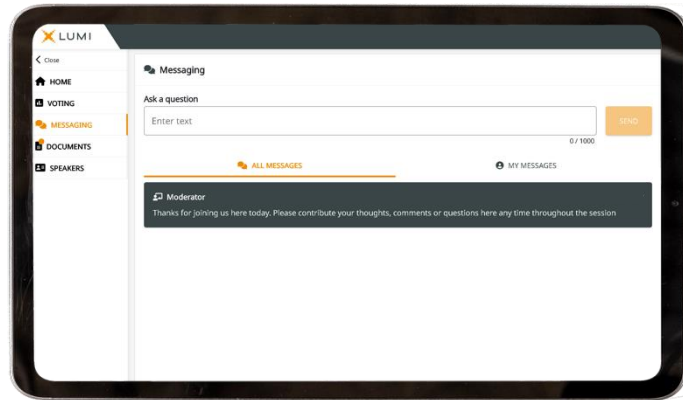 LUMI
Close
HOME
VOTING
MESSAGING
DOCUMENTS
SPEAKERS
Messaging
Ask a question
Enter text
SEND
0 / 1000
ALL MESSAGES
MY MESSAGES
Moderator
Thanks for joining us here today. Please contribute your thoughts, comments or questions here any time throughout the session